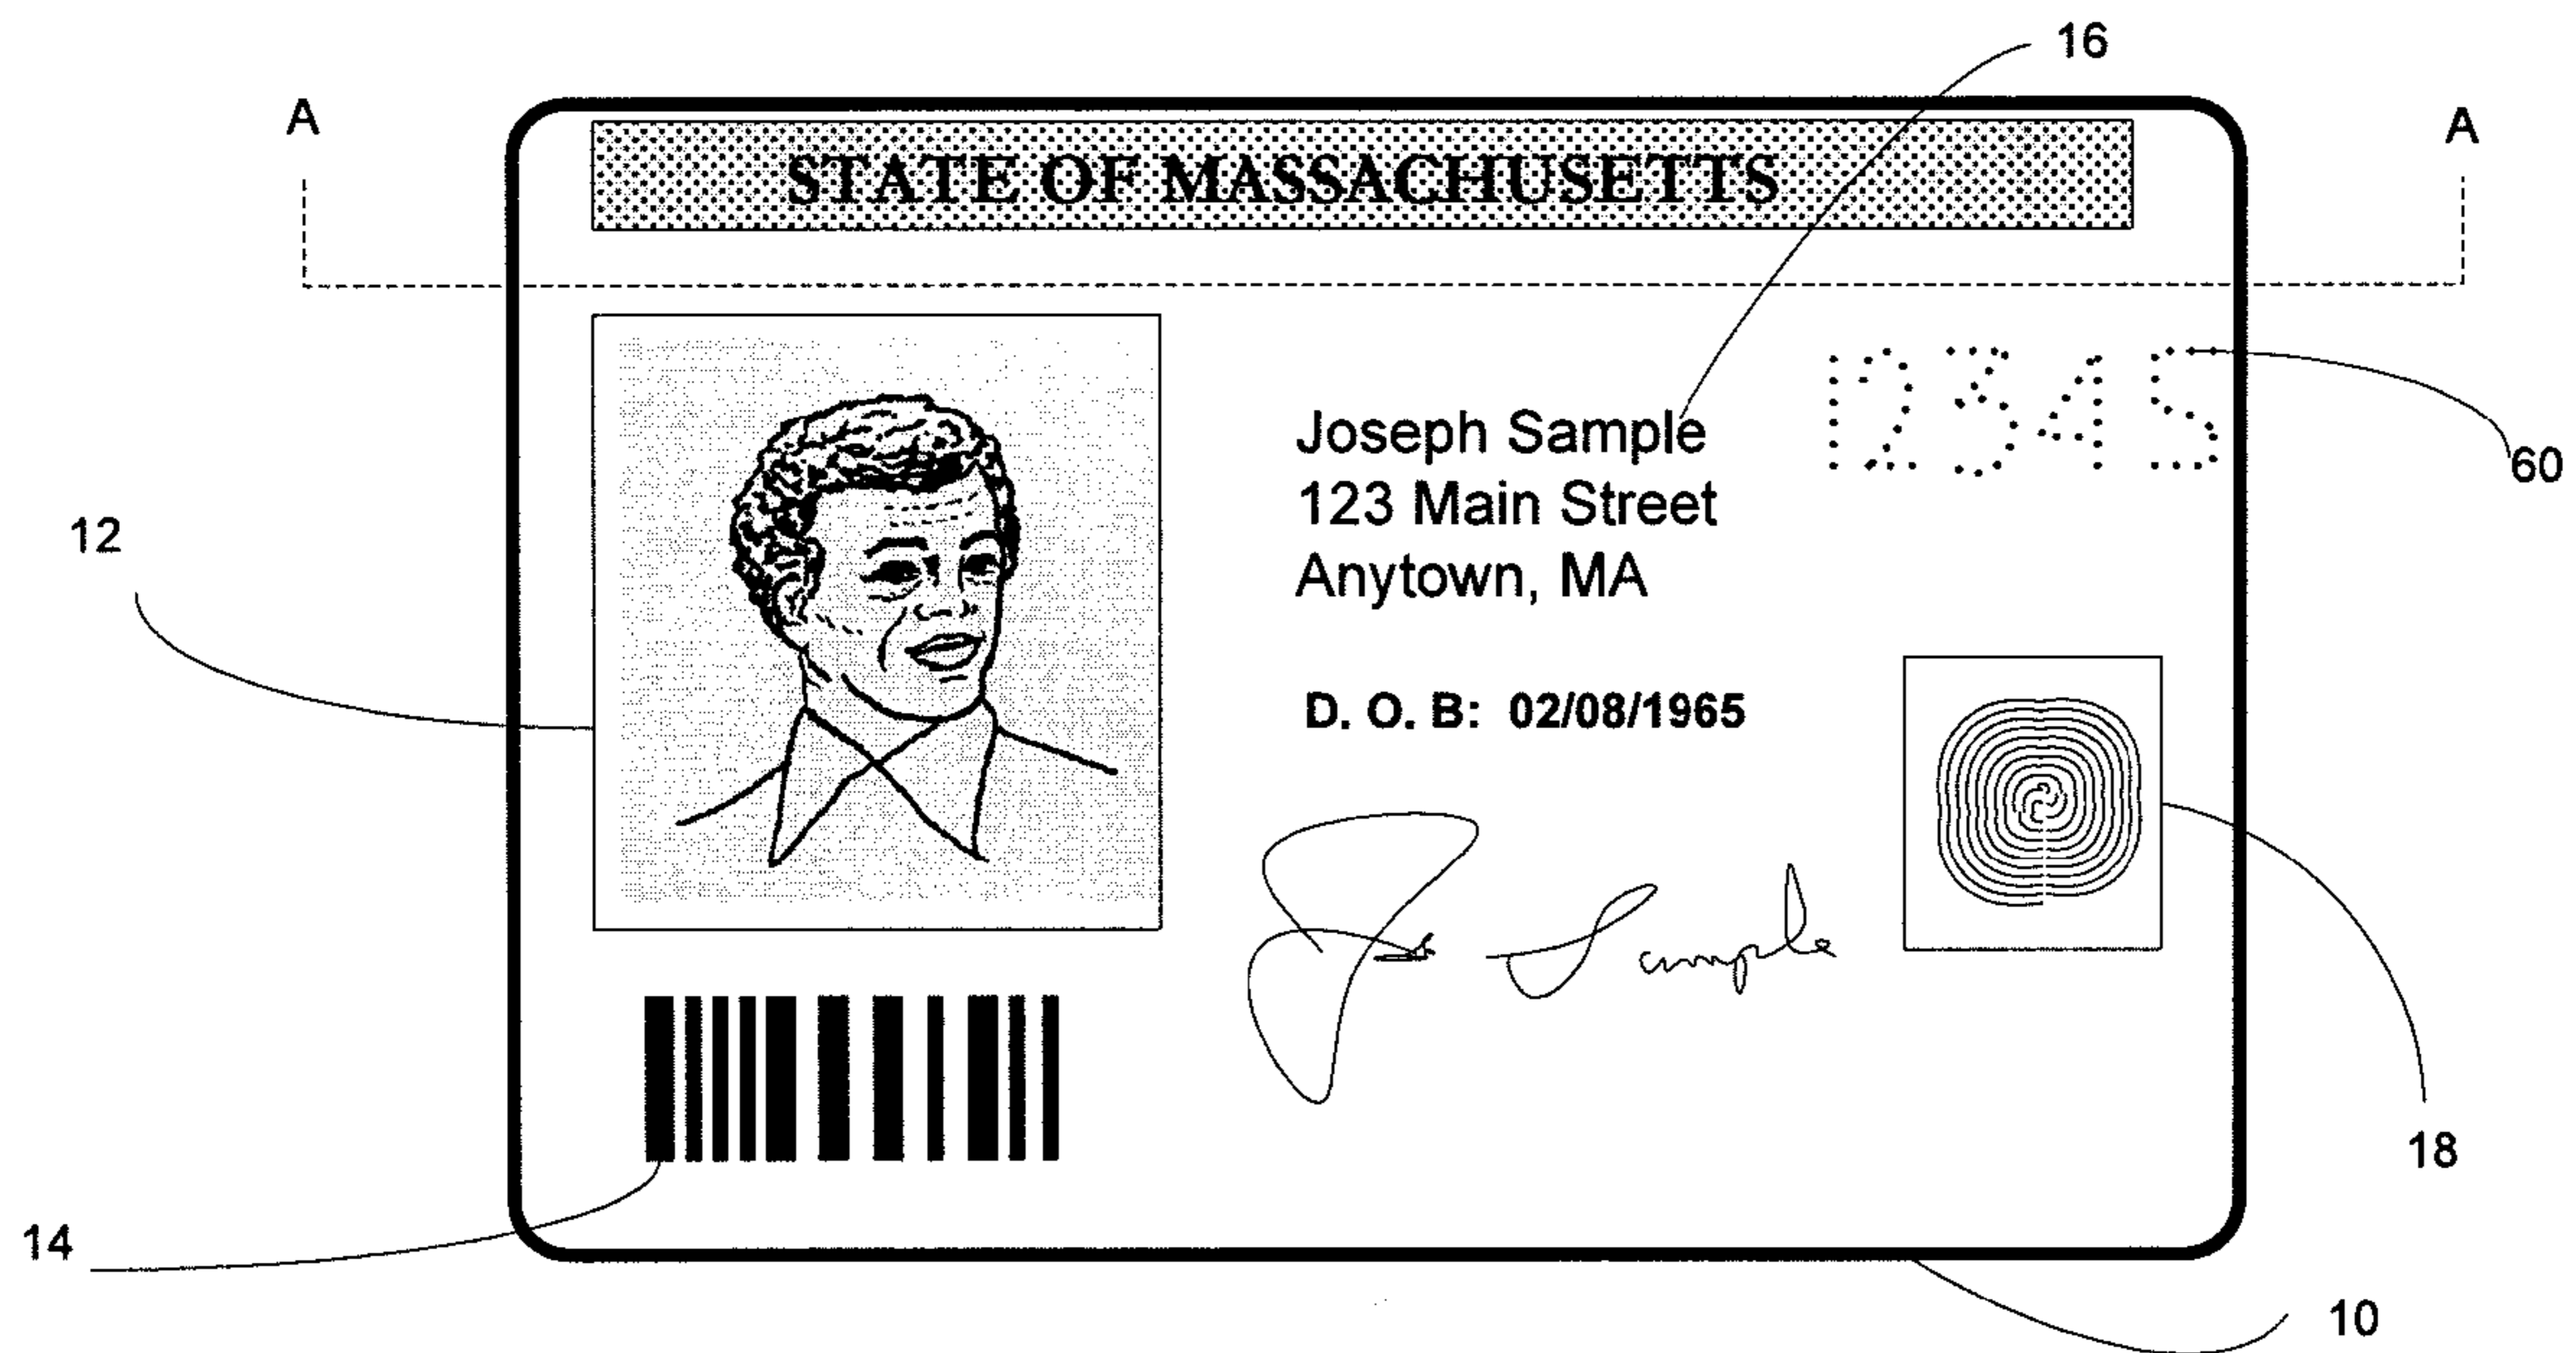 16
A A
STATE OF MASSACHUSETTS
12345
Joseph Sample
60
123 Main Street
12
Anytown, MA
D. O. B: 02/08/1965
Joe Sample
18
14
10